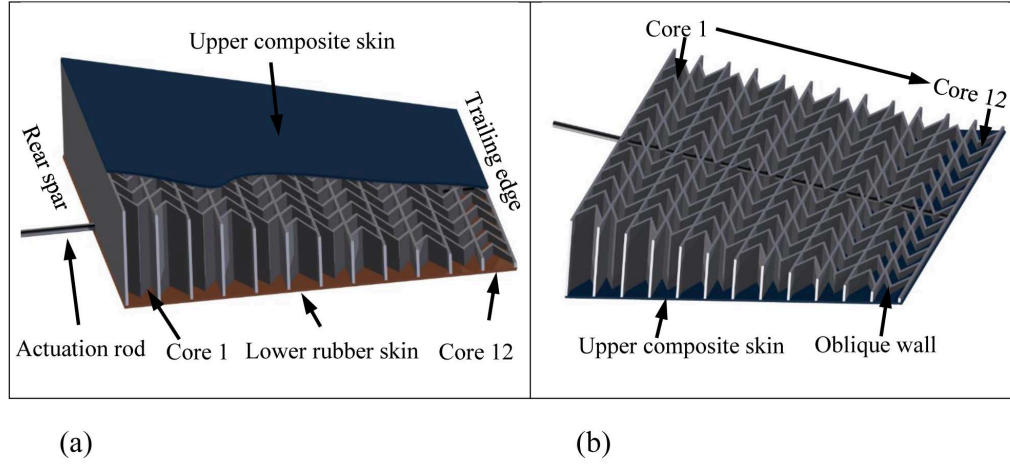 Upper composite skin
Rear spar
Trailing edge
Actuation rod
Core 1
Lower rubber skin
Core 12
(a)
Core 1
Core 12
Upper composite skin
Oblique wall
(b)